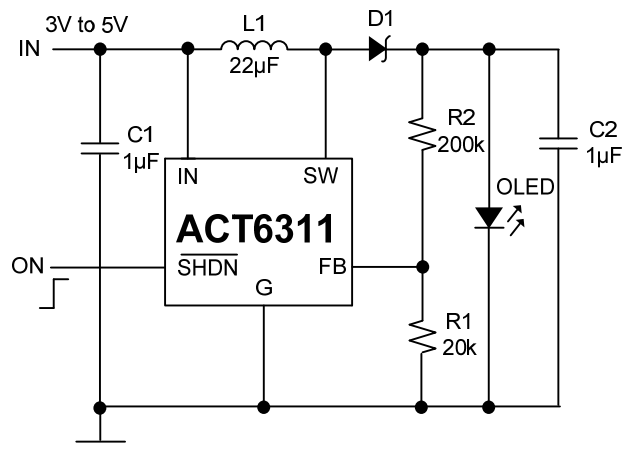 3V to 5V
IN
L1
22µF
D1
C1
1µF
R2
200k
C2
1µF
IN
SW
OLED
ACT6311
ON
SHDN
FB
G
R1
20k